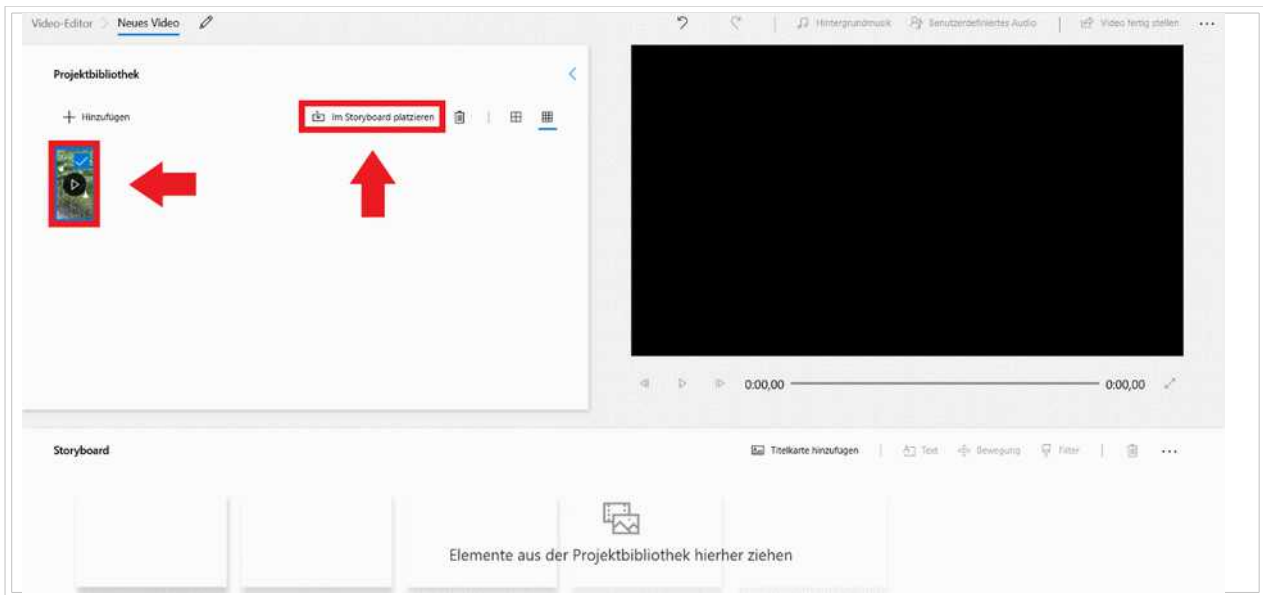 Video-Editor > Neues Video
Hintergrundmusik Benutzerdefiniertes Audio Video fertig stellen ...
Projektbibliothek
+ Hinzufügen
Im Storyboard platzieren
0:00,00 0:00,00
Storyboard
Titelkarte hinzufügen Text Bewegung Filter ...
Elemente aus der Projektbibliothek hierher ziehen